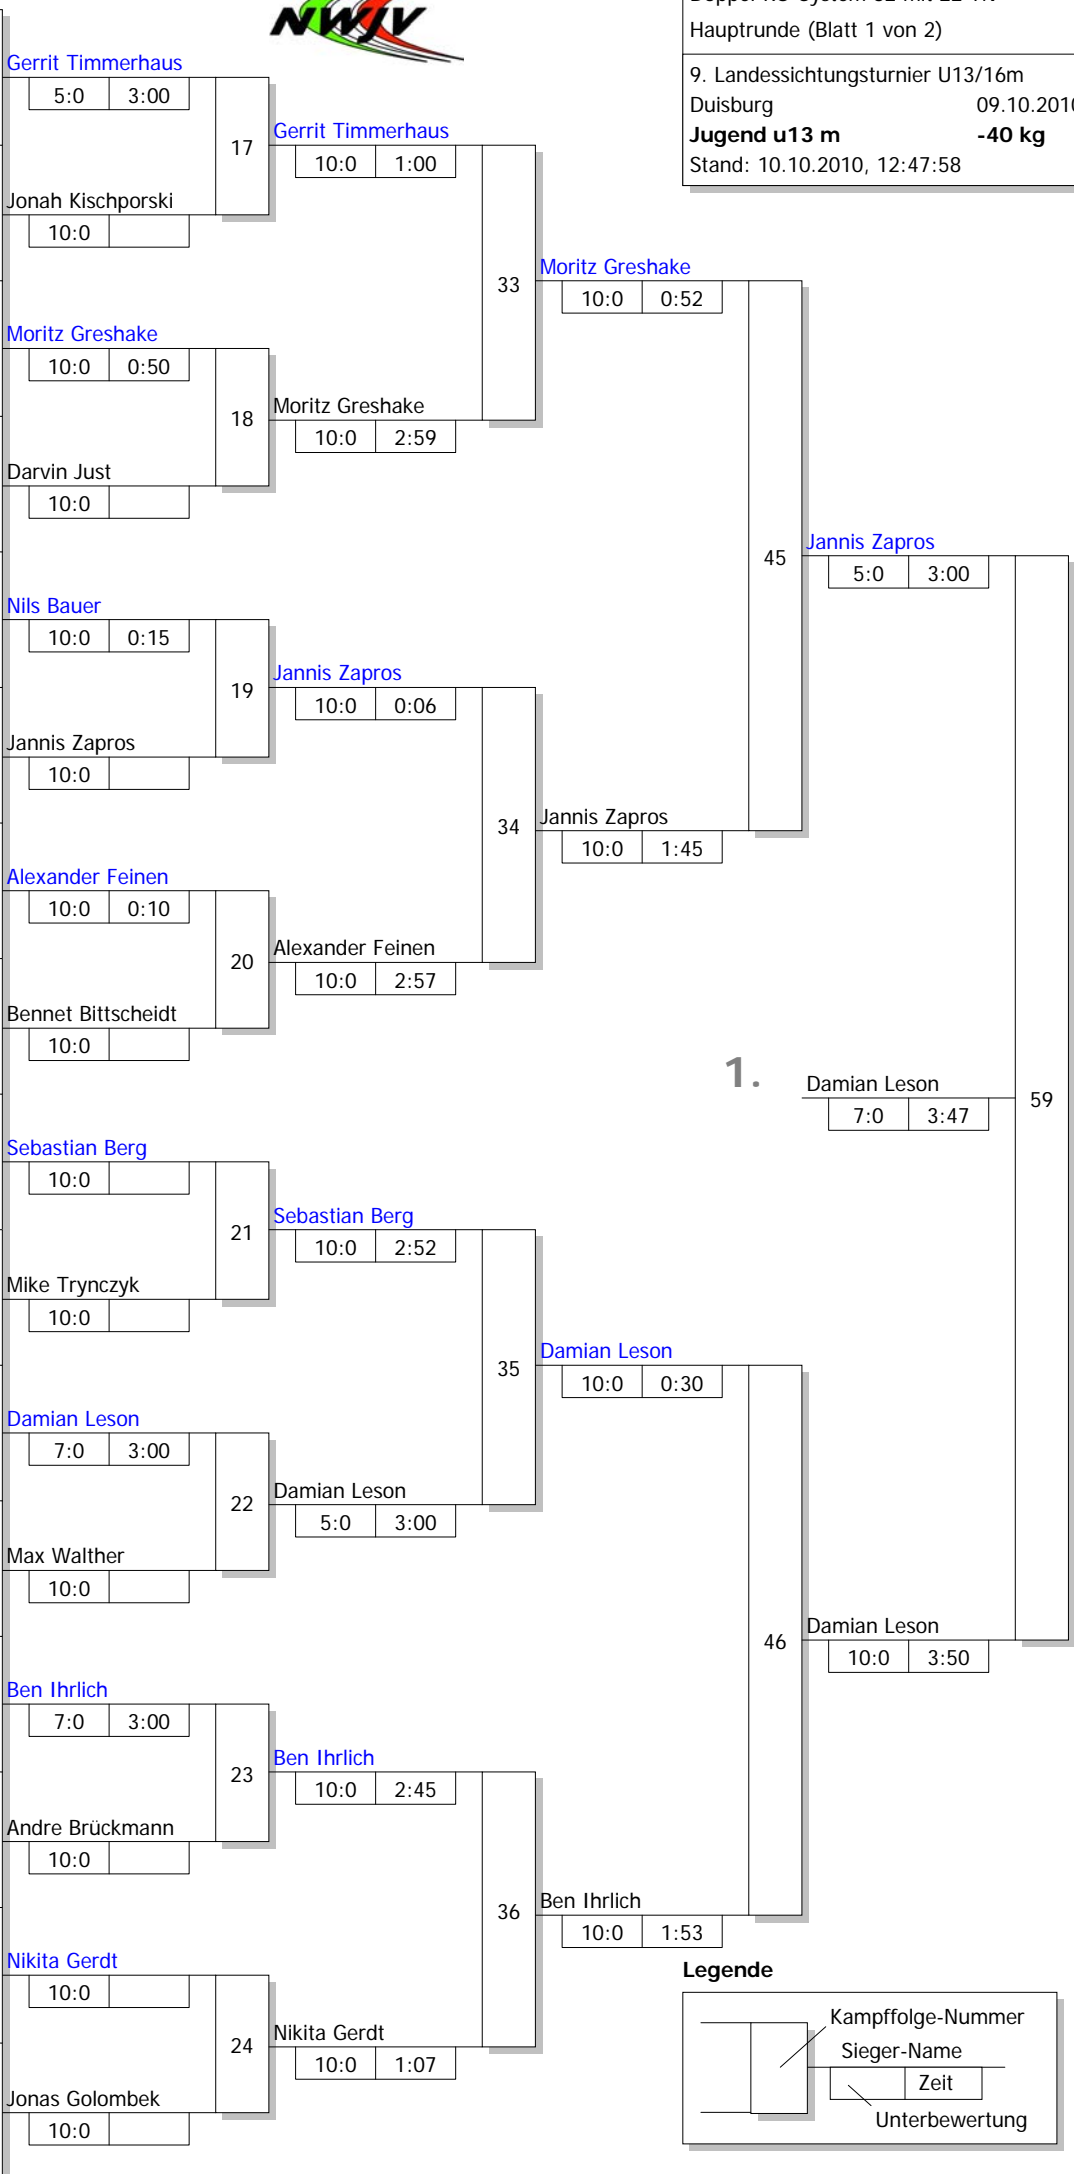 NWJV
Hauptrunde (Blatt 1 von 2)
9. Landessichtungsturnier U13/16m
Duisburg 09.10.2010
Jugend u13 m -40 kg
Stand: 10.10.2010, 12:47:58
Gerrit Timmerhaus
5:0 3:00
17
Gerrit Timmerhaus
10:0 1:00
Jonah Kischporski
10:0
33
Moritz Greshake
10:0 0:52
Moritz Greshake
10:0 0:50
18
Moritz Greshake
10:0 2:59
Darvin Just
10:0
45
Jannis Zapros
5:0 3:00
Nils Bauer
10:0 0:15
19
Jannis Zapros
10:0 0:06
Jannis Zapros
10:0
34
Jannis Zapros
10:0 1:45
Alexander Feinen
10:0 0:10
20
Alexander Feinen
10:0 2:57
Bennet Bittscheidt
10:0
1.
Damian Leson
7:0 3:47
59
Sebastian Berg
10:0
21
Sebastian Berg
10:0 2:52
Mike Trynczyk
10:0
35
Damian Leson
10:0 0:30
Damian Leson
7:0 3:00
22
Damian Leson
5:0 3:00
Max Walther
10:0
46
Damian Leson
10:0 3:50
Ben Ihrlich
7:0 3:00
23
Ben Ihrlich
10:0 2:45
Andre Brückmann
10:0
36
Ben Ihrlich
10:0 1:53
Nikita Gerdt
10:0
24
Nikita Gerdt
10:0 1:07
Jonas Golombek
10:0
Legende
Kampffolge-Nummer
Sieger-Name
Zeit
Unterbewertung